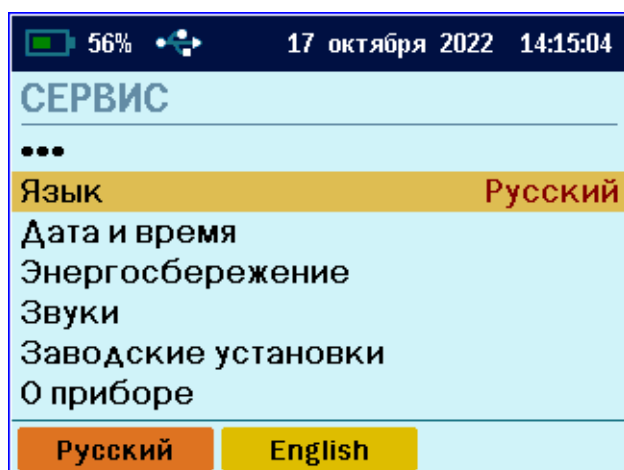 56% 17 октября 2022 14:15:04
СЕРВИС
•••
Язык Русский
Дата и время
Энергосбережение
Звуки
Заводские установки
О приборе
Русский English